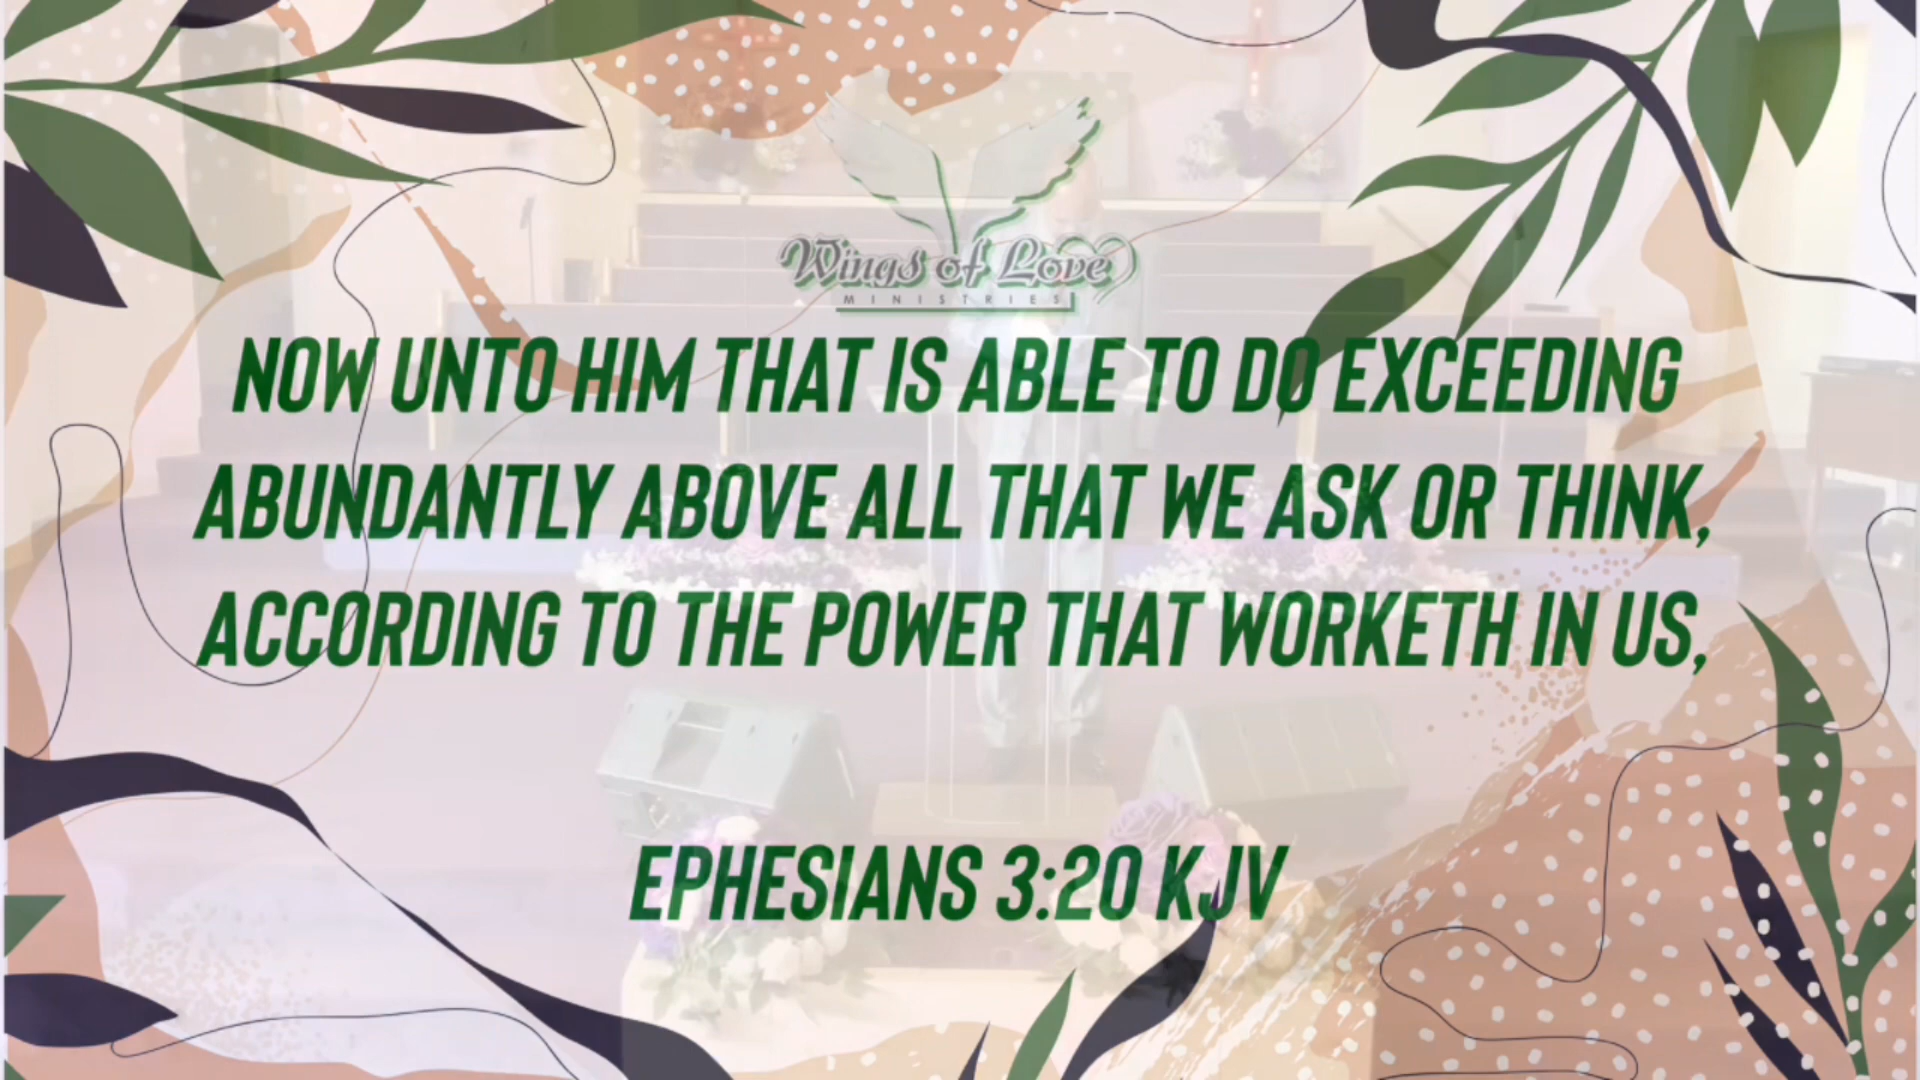 Wings of Love
MINISTRIES
NOW UNTO HIM THAT IS ABLE TO DO EXCEEDING
ABUNDANTLY ABOVE ALL THAT WE ASK OR THINK,
ACCORDING TO THE POWER THAT WORKETH IN US,
EPHESIANS 3:20 KJV